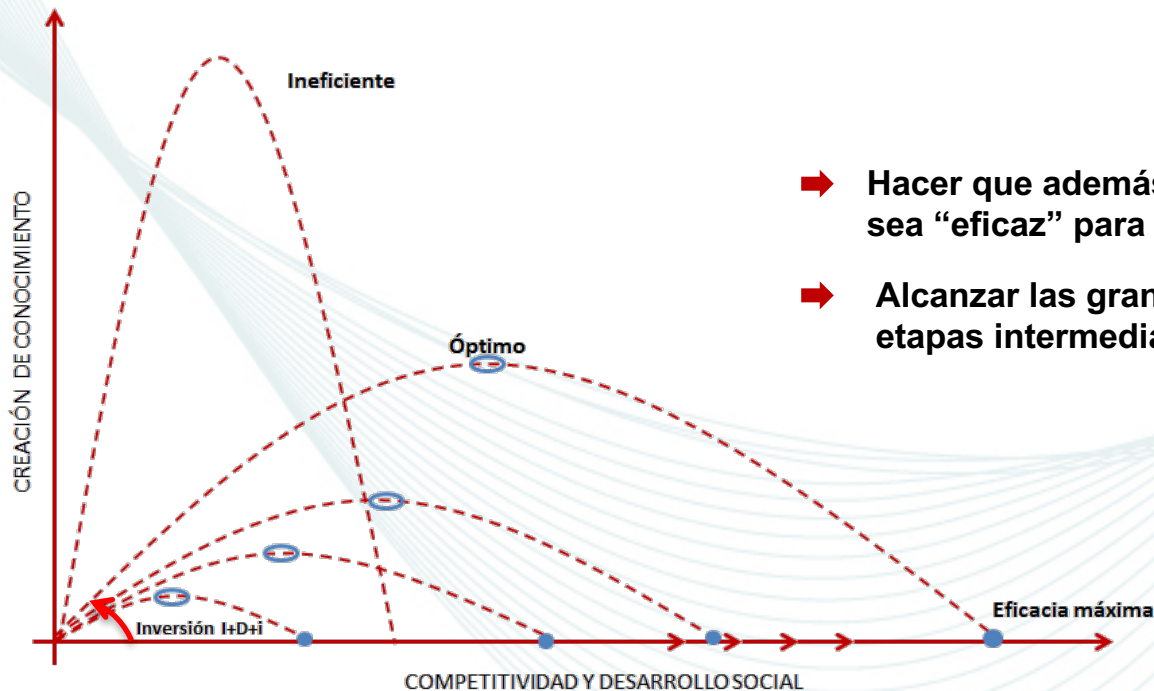 Ineficiente
CREACIÓN DE CONOCIMIENTO
Hacer que además
sea “eficaz” para
Alcanzar las gran
etapas intermedia
Óptimo
Inversión I+D+i
Eficacia máxima
COMPETITIVIDAD Y DESARROLLO SOCIAL